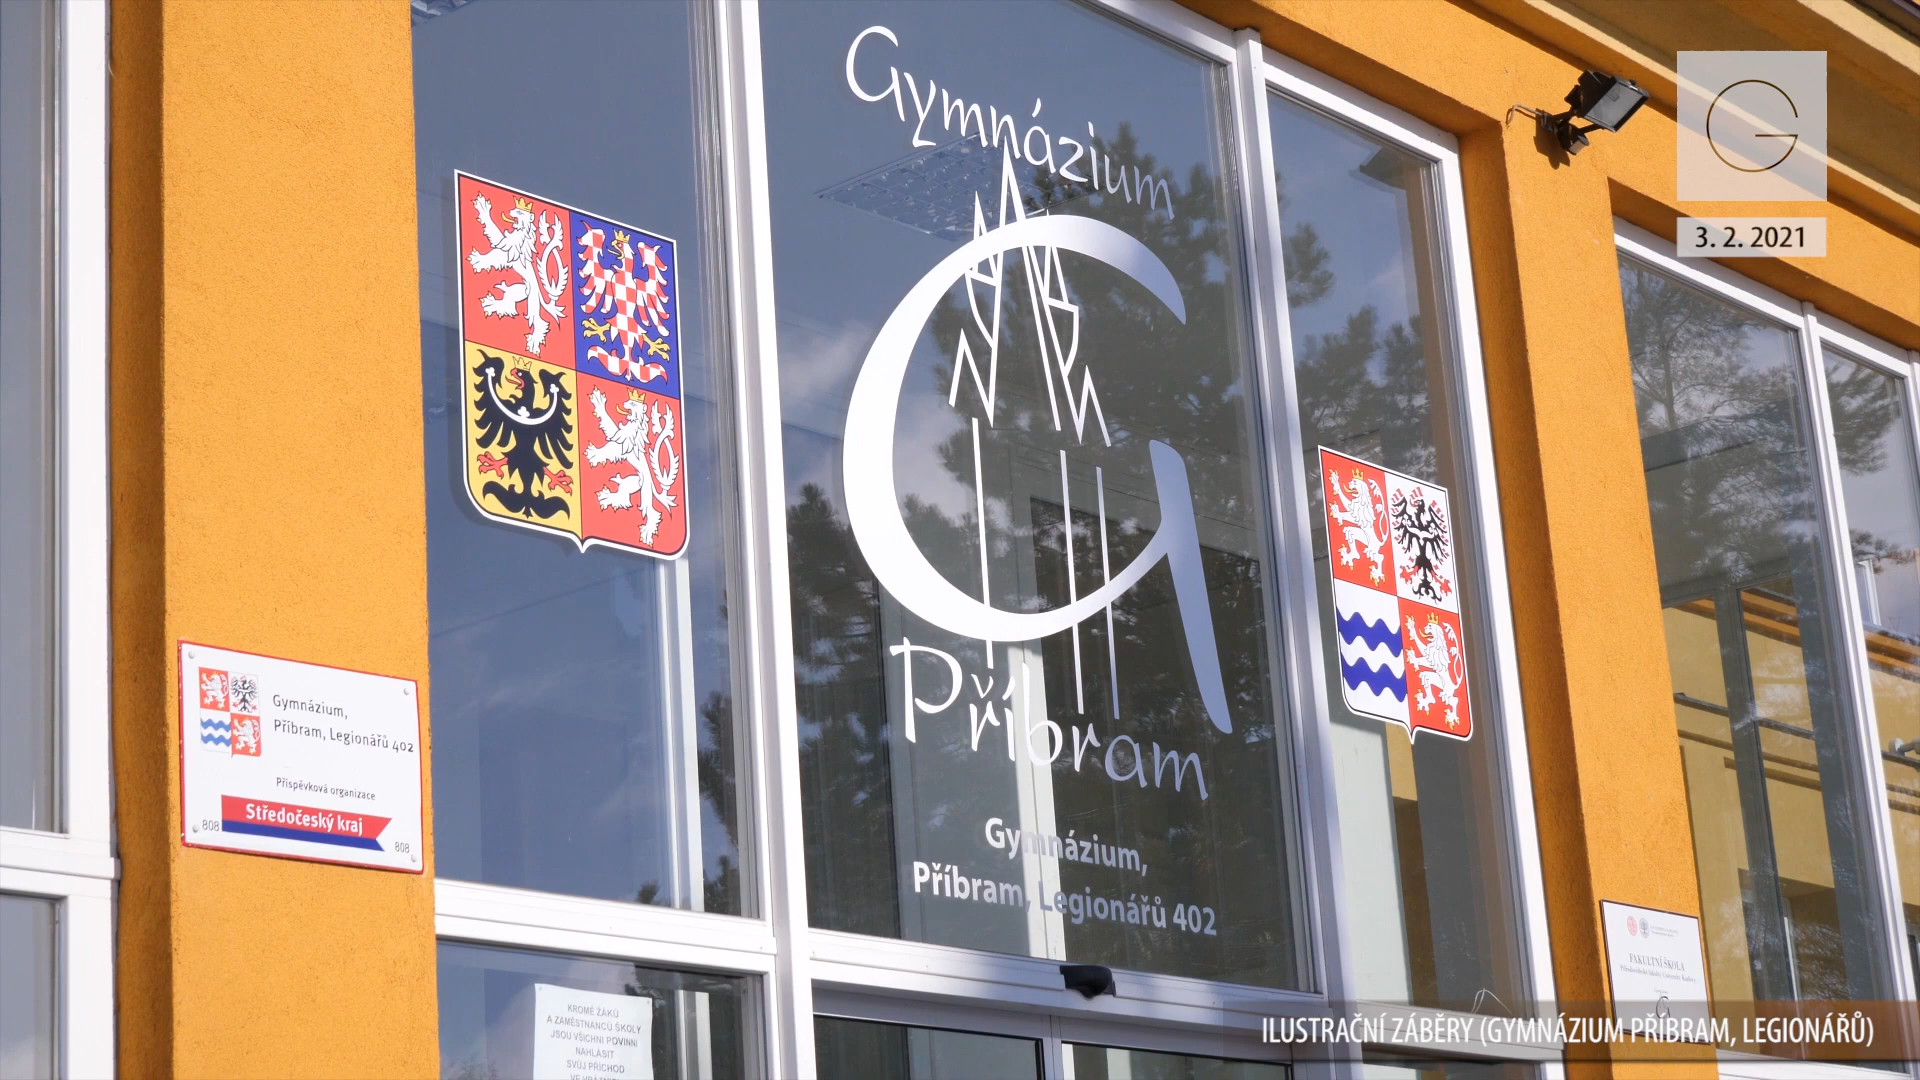 Gymnázium
Příbram
Gymnázium,
Příbram, Legionářů 402
Gymnázium,
Příbram, Legionářů 402
Příspěvková organizace
Středočeský kraj
808
808
KROMĚ ŽÁKŮ
A ZAMĚSTNANCŮ ŠKOLY
JSOU VŠICHNI POVINNI
NAHLÁSIT
SVŮJ PŘÍCHOD
FAKULTNÍ ŠKOLA
G
3. 2. 2021
ILUSTRAČNÍ ZÁBĚRY (GYMNÁZIUM PŘÍBRAM, LEGIONÁŘŮ)